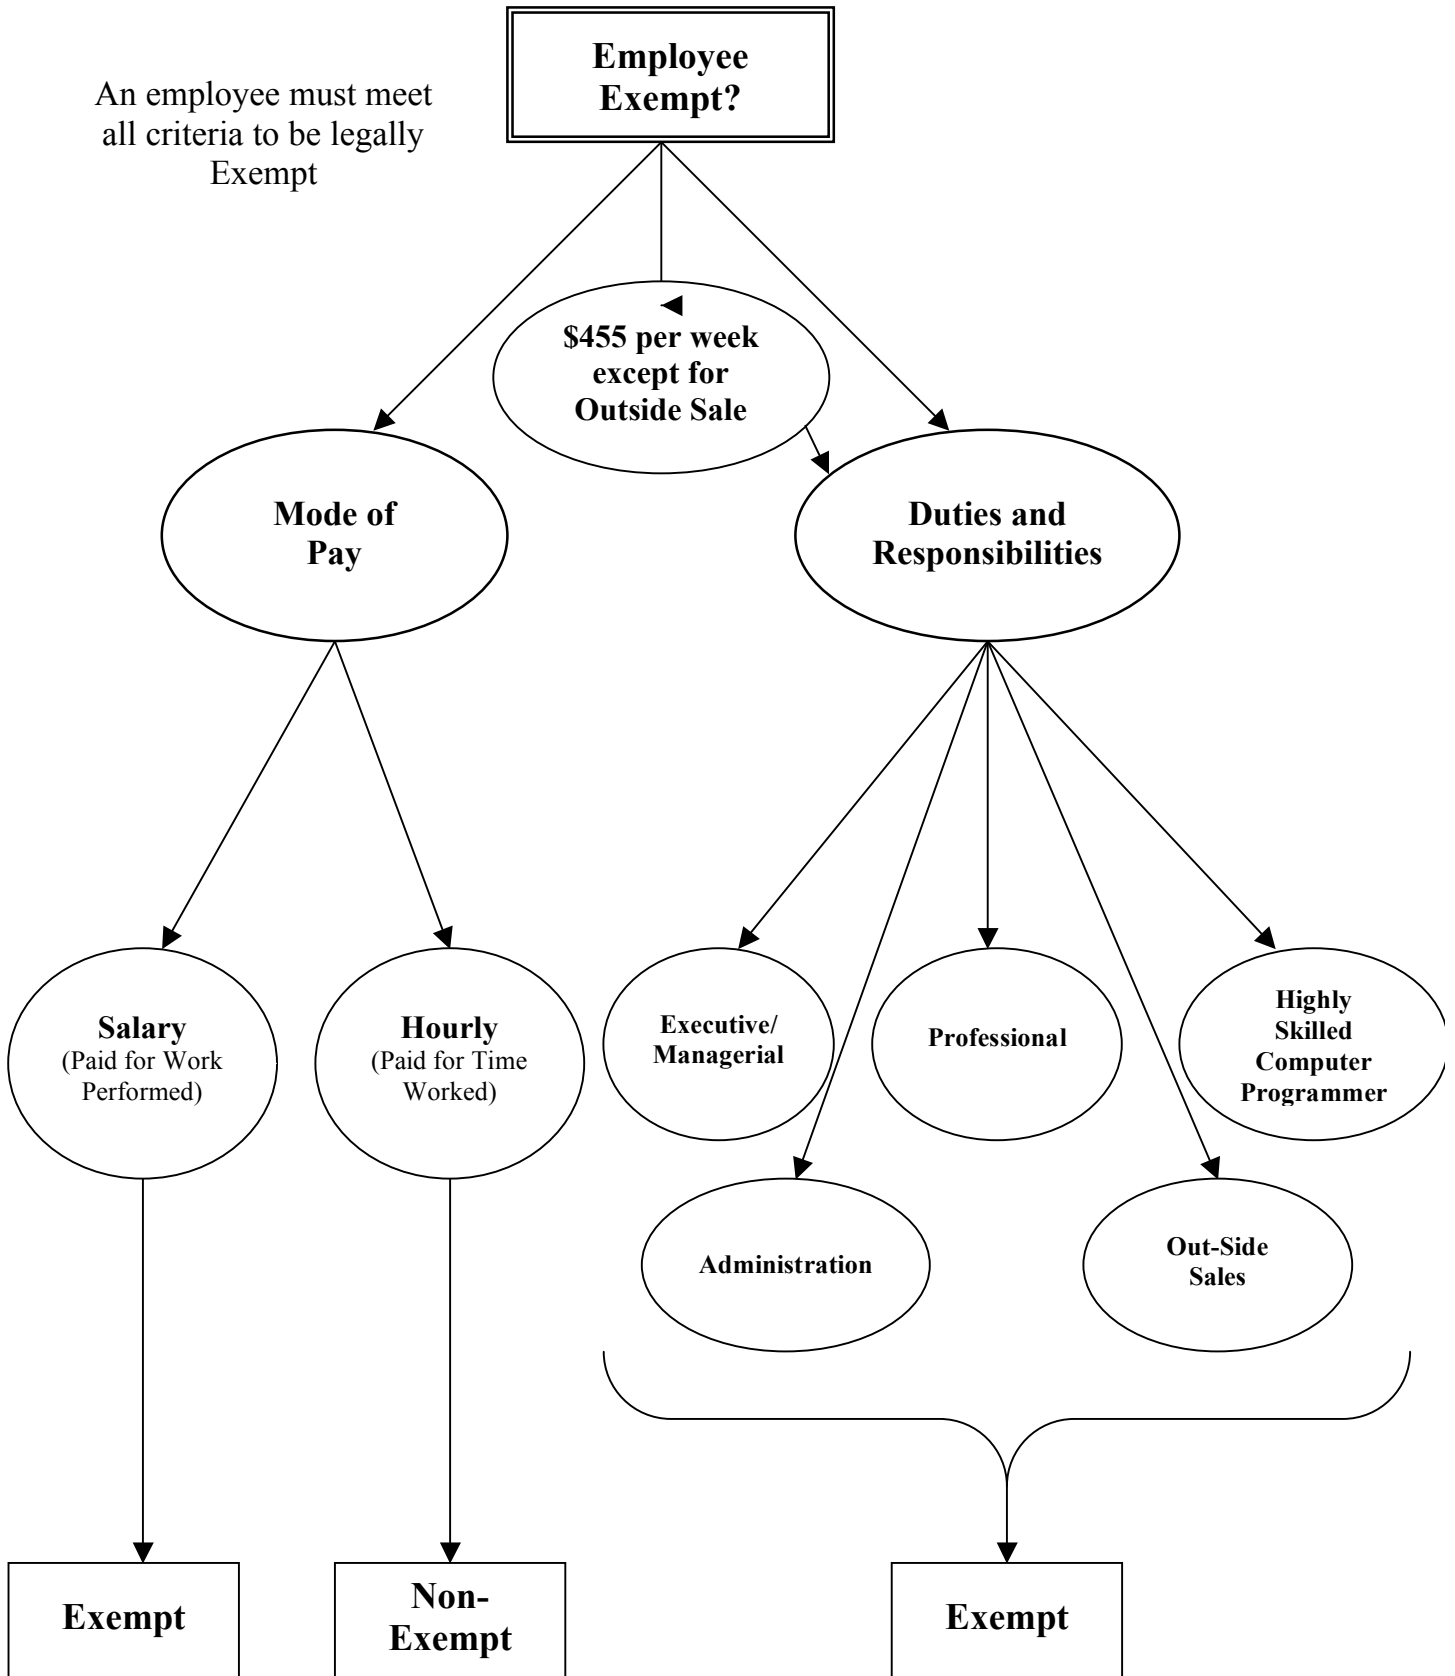 Employee
Exempt?
An employee must meet
all criteria to be legally
Exempt
$455 per week
except for
Outside Sale
Mode of
Pay
Duties and
Responsibilities
Salary
(Paid for Work
Performed)
Hourly
(Paid for Time
Worked)
Executive/
Managerial
Professional
Highly
Skilled
Computer
Programmer
Administration
Out-Side
Sales
Exempt
Non-
Exempt
Exempt